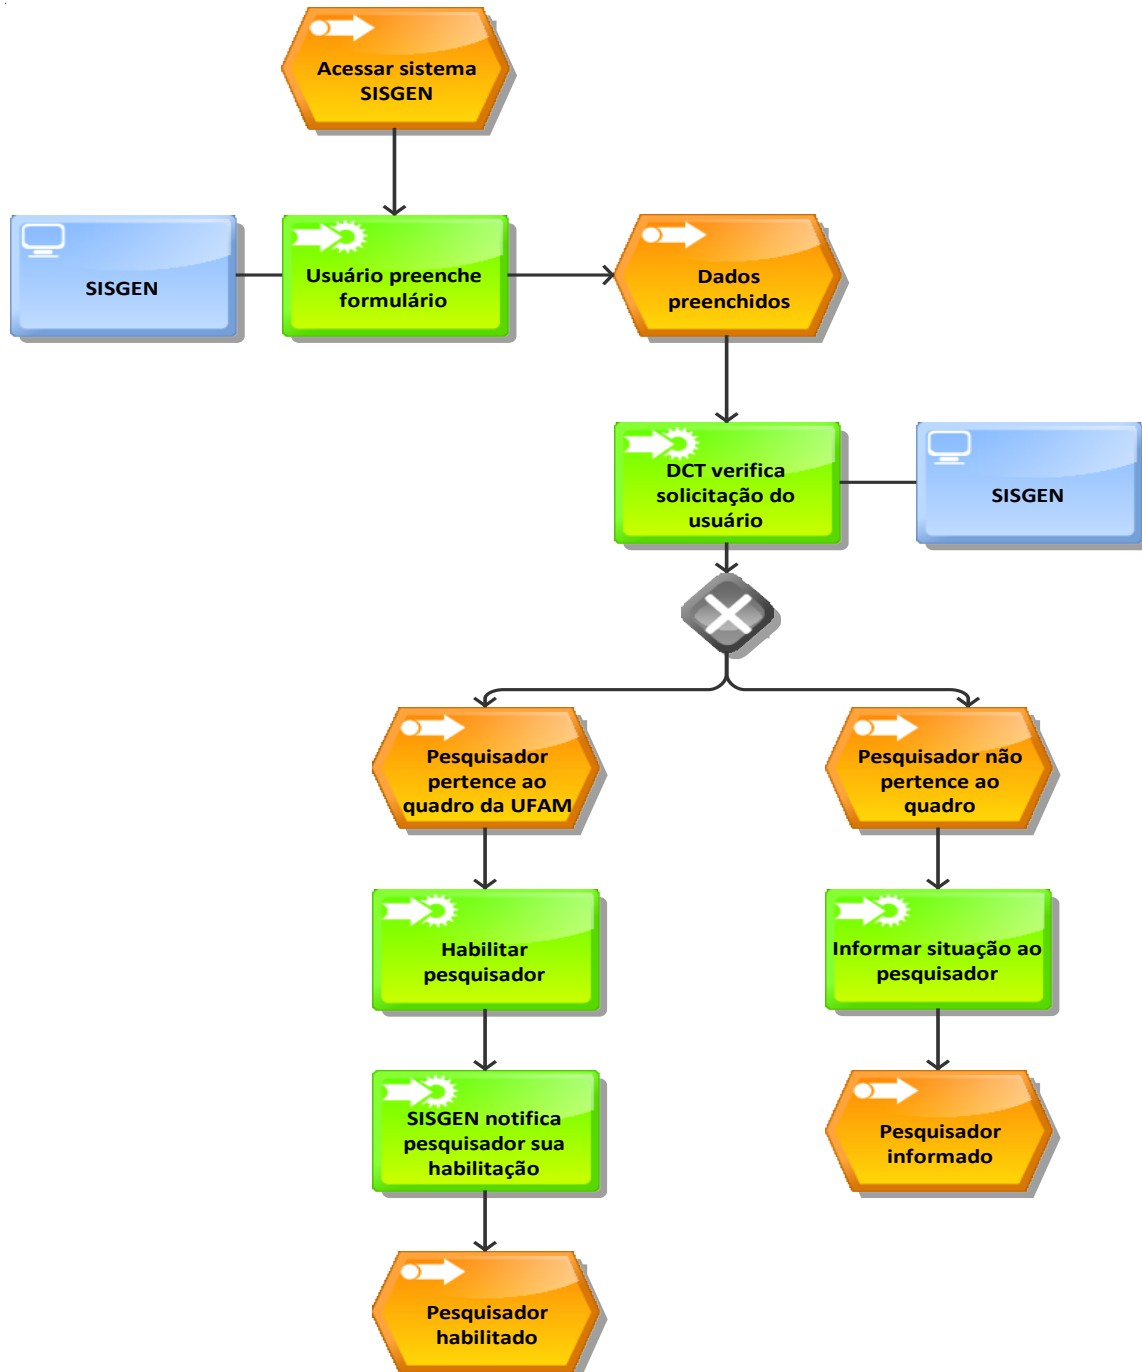 Acessar sistema
SISGEN
SISGEN
Usuário preenche
formulário
Dados
preenchidos
DCT verifica
solicitação do
usuário
SISGEN
Pesquisador
pertence ao
quadro da UFAM
Pesquisador não
pertence ao
quadro
Habilitar
pesquisador
Informar situação ao
pesquisador
SISGEN notifica
pesquisador sua
habilitação
Pesquisador
informado
Pesquisador
habilitado